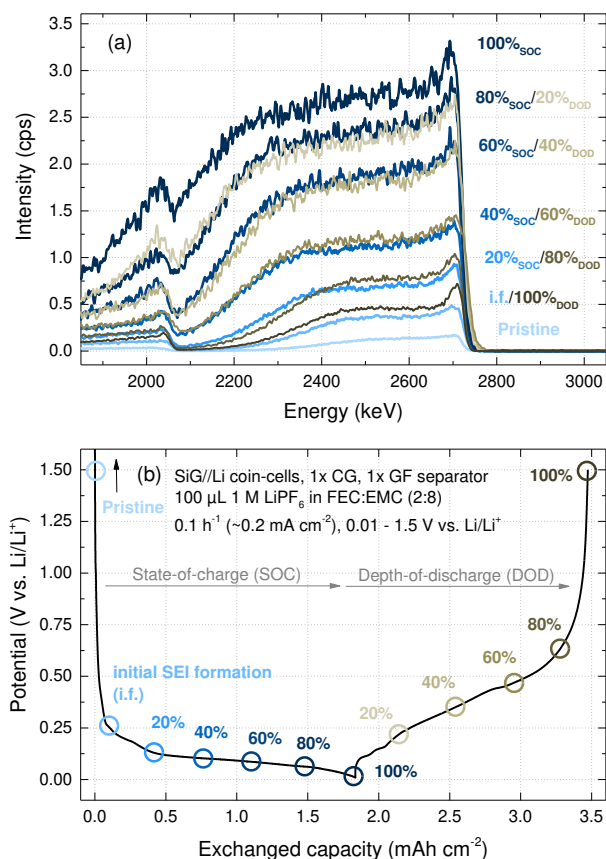 (a)
100%SOC
80%SOC/20%DOD
60%SOC/40%DOD
40%SOC/60%DOD
20%SOC/80%DOD
i.f./100%DOD
Pristine
3.5
3.0
2.5
2.0
1.5
1.0
0.5
0.0
Intensity (cps)
2000 2200 2400 2600 2800 3000
Energy (keV)
(b)
SiG//Li coin-cells, 1x CG, 1x GF separator
100 µL 1 M LiPF₆ in FEC:EMC (2:8)
0.1 h⁻¹ (~0.2 mA cm⁻²), 0.01 - 1.5 V vs. Li/Li⁺
Pristine
100%
State-of-charge (SOC)
Depth-of-discharge (DOD)
initial SEI formation
(i.f.)
20%
40%
60%
80%
100%
20%
40%
60%
80%
1.50
1.25
1.00
0.75
0.50
0.25
0.00
Potential (V vs. Li/Li⁺)
0.0 0.5 1.0 1.5 2.0 2.5 3.0 3.5
Exchanged capacity (mAh cm⁻²)